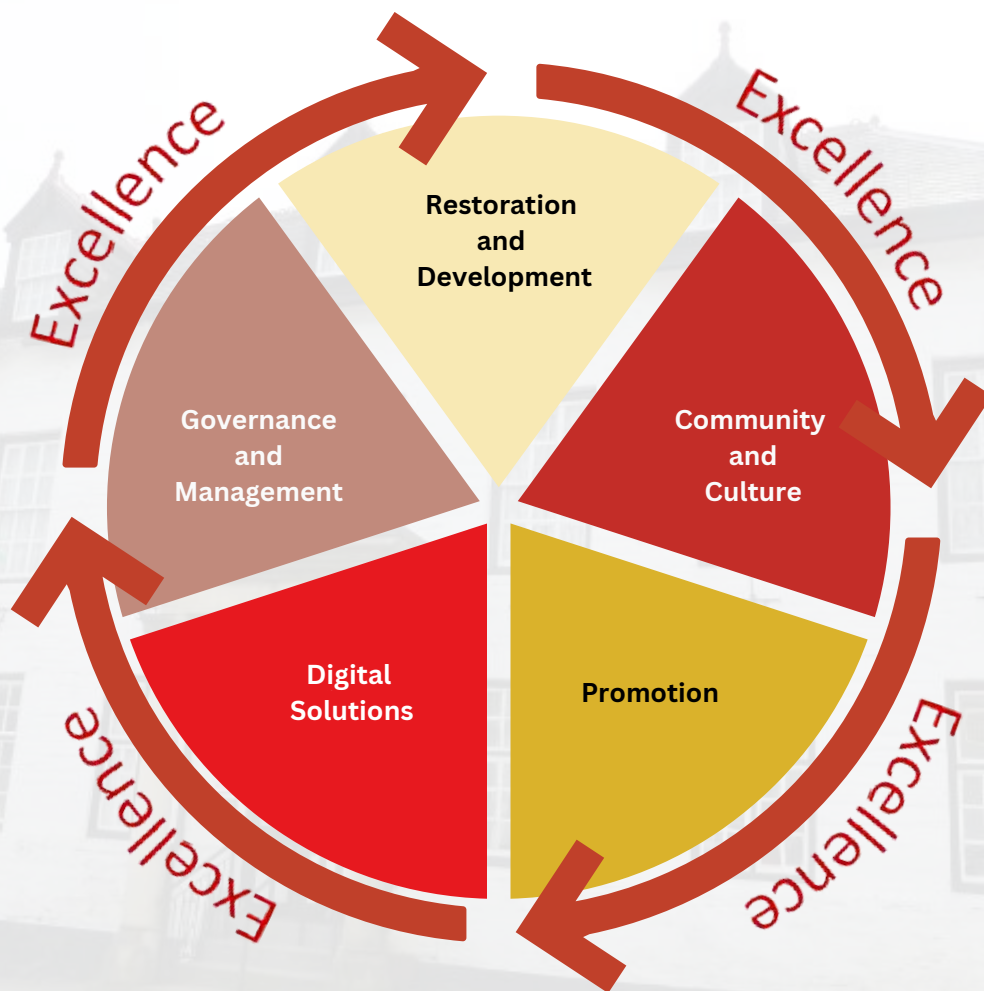 Excellence
Excellence
Restoration
and
Development
Governance
and
Management
Community
and
Culture
Digital
Solutions
Promotion
Excellence
Excellence